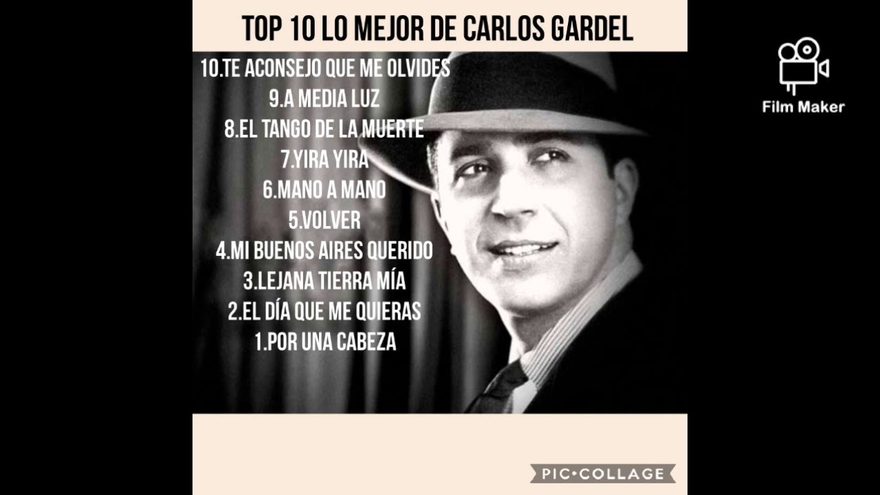 TOP 10 LO MEJOR DE CARLOS GARDEL
10.TE ACONSEJO QUE ME OLVIDES
9.A MEDIA LUZ
8.EL TANGO DE LA MUERTE
7.YIRA YIRA
6.MANO A MANO
5.VOLVER
4.MI BUENOS AIRES QUERIDO
3.LEJANA TIERRA MÍA
2.EL DÍA QUE ME QUIERAS
1.POR UNA CABEZA
Film Maker
PIC•COLLAGE